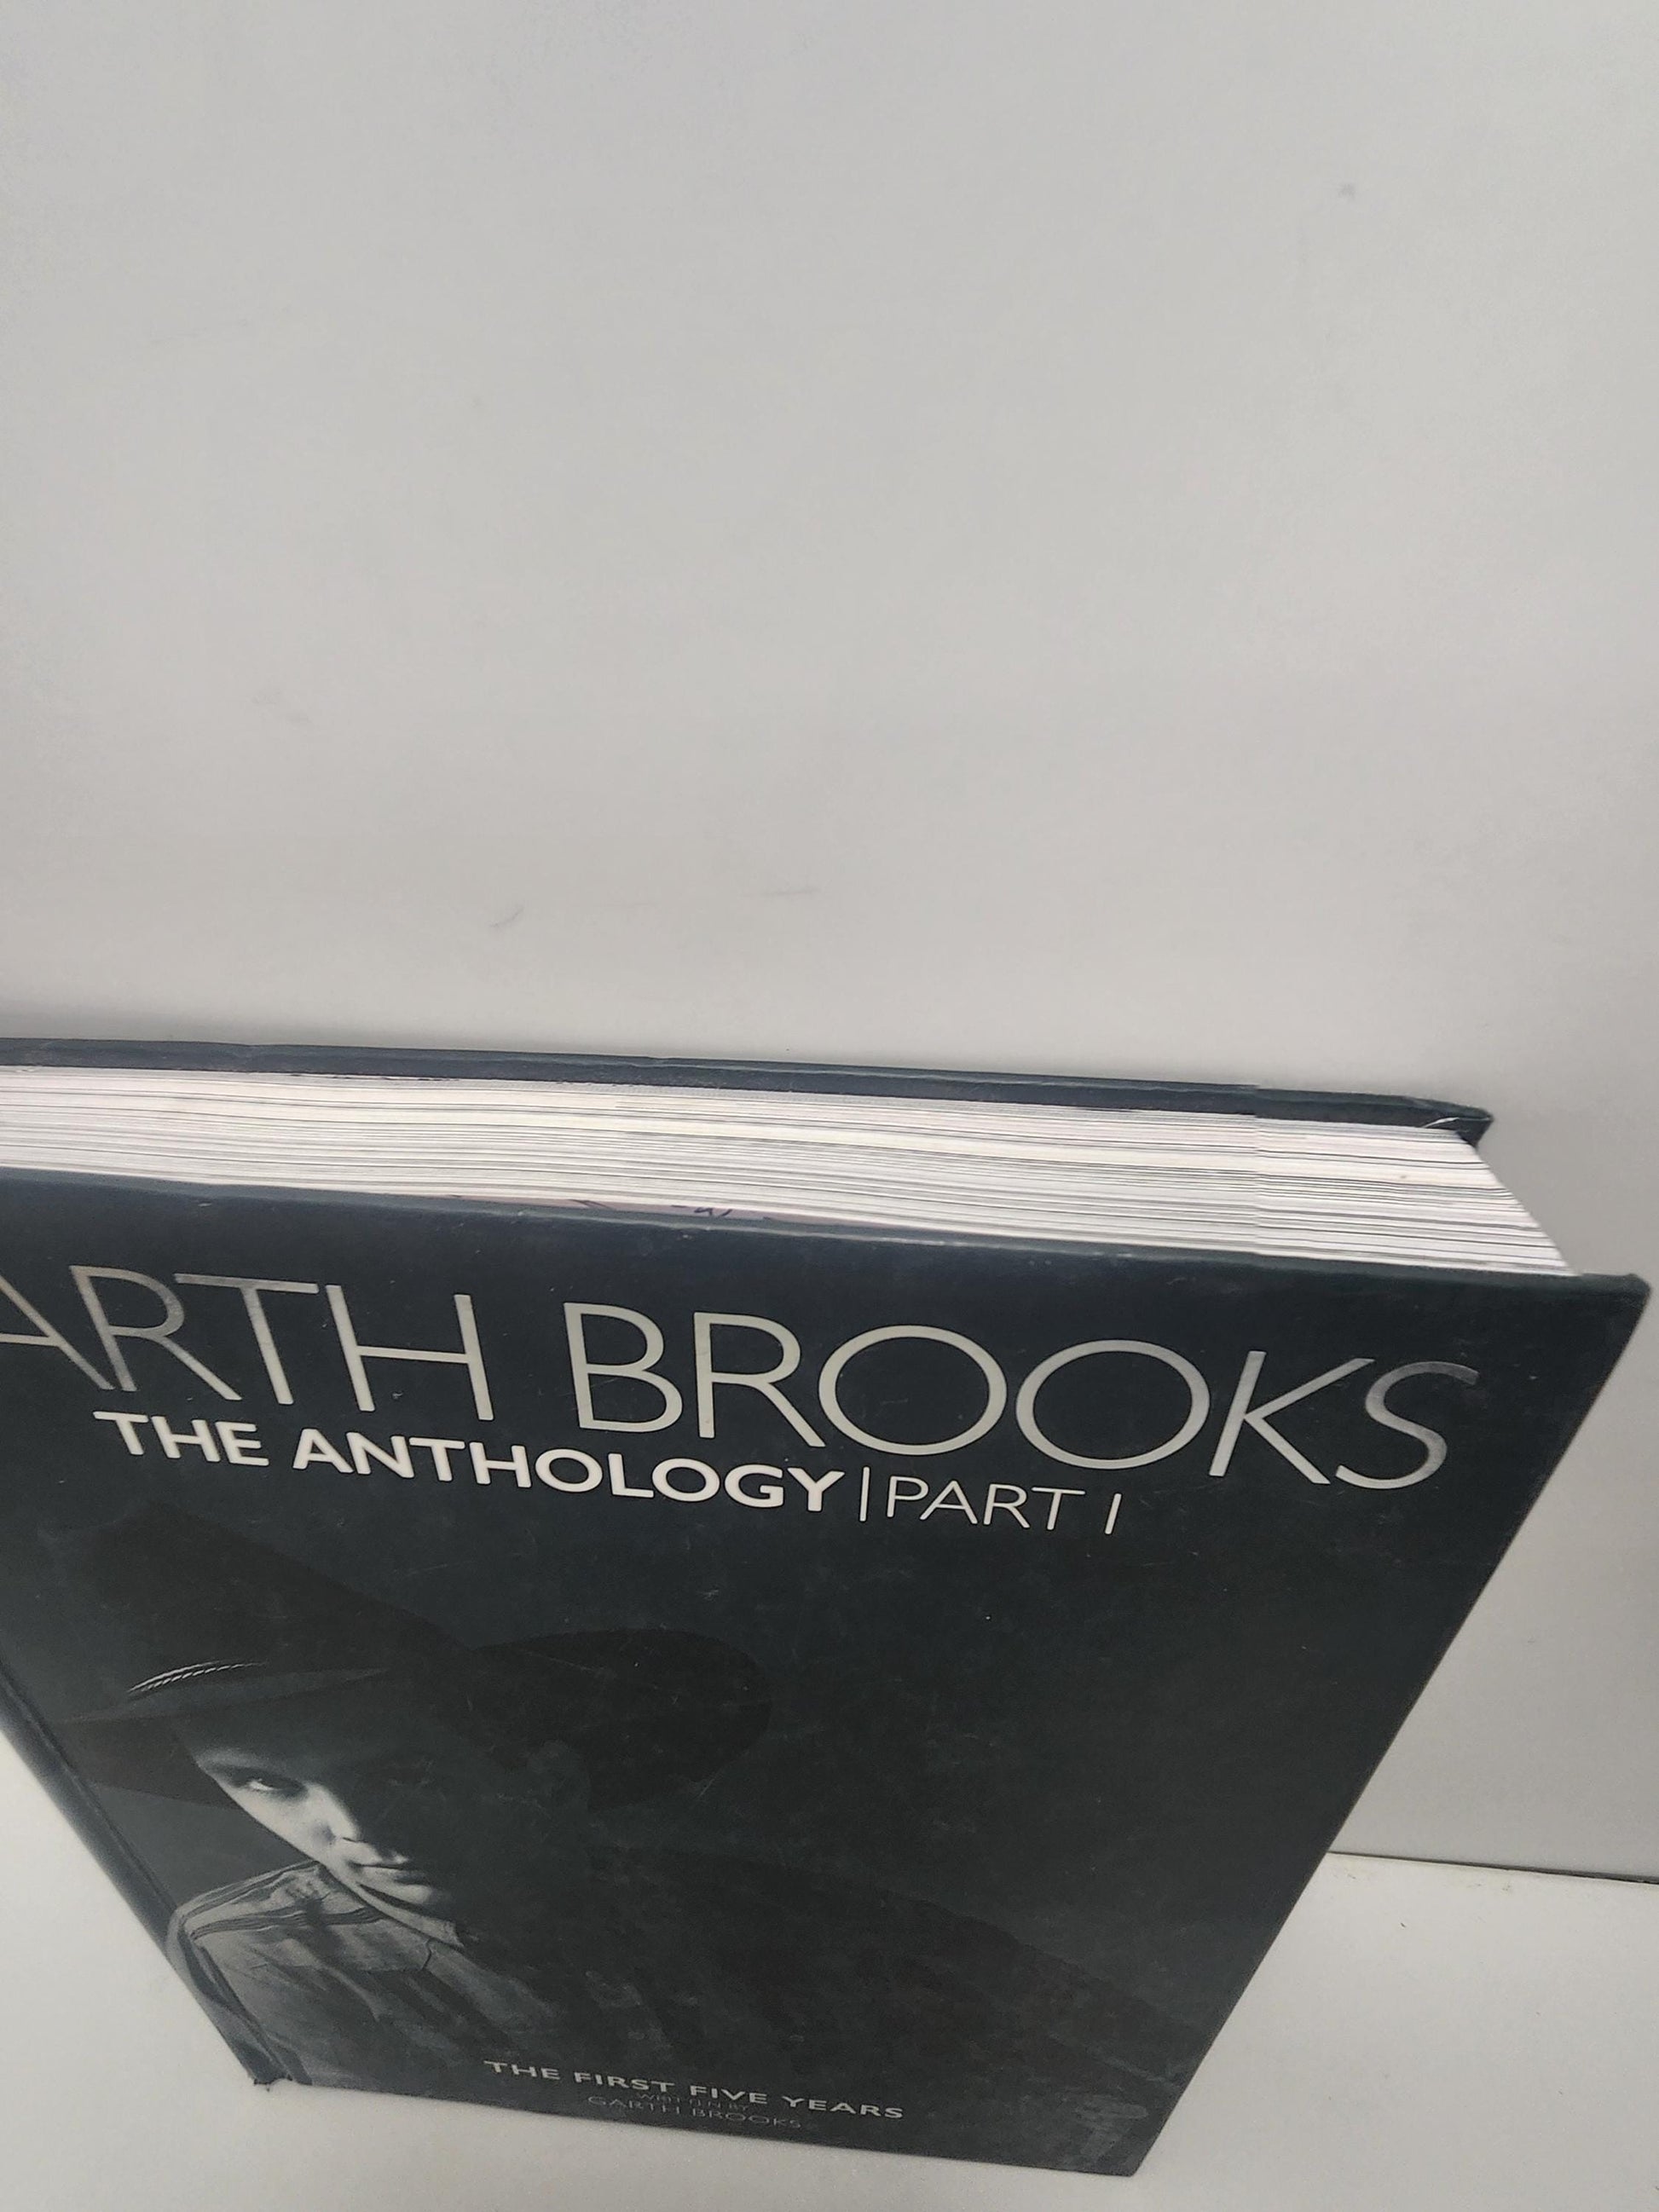 ARTH BROOKS
THE ANTHOLOGY | PART I
THE FIRST FIVE YEARS
WRITTEN BY
GARTH BROOKS